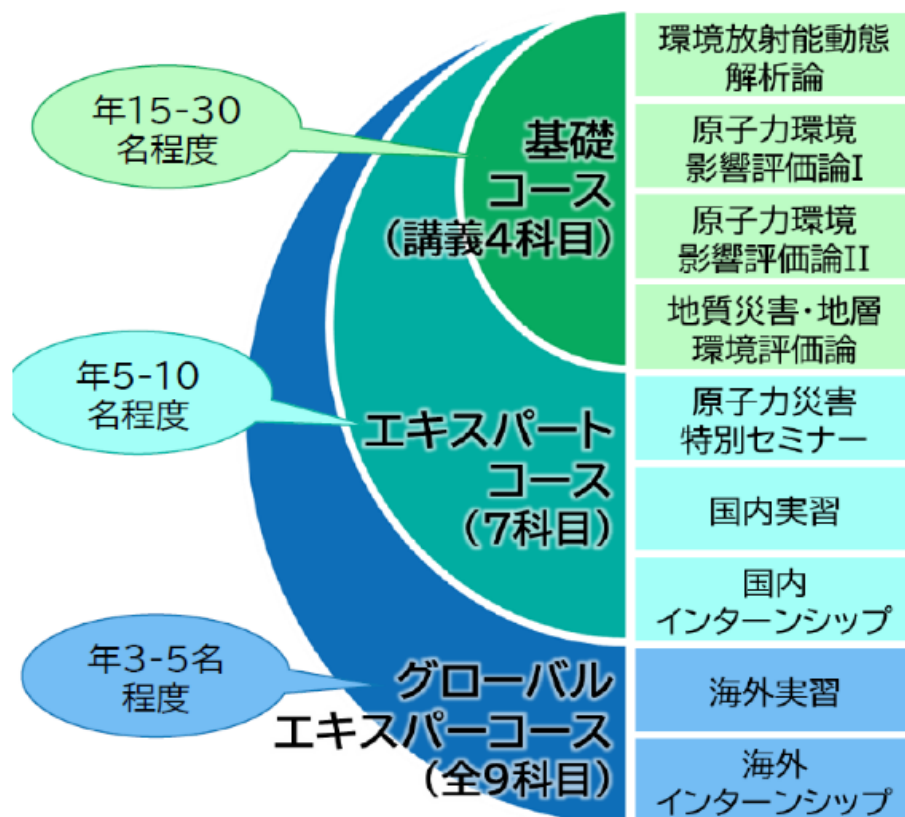 年15-30
名程度
基礎
コース
(講義4科目)
環境放射能動態
解析論
原子力環境
影響評価論I
原子力環境
影響評価論II
地質災害・地層
環境評価論
年5-10
名程度
エキスパート
コース
(7科目)
原子力災害
特別セミナー
国内実習
国内
インターンシップ
年3-5名
程度
グローバル
エキスパーコース
(全9科目)
海外実習
海外
インターンシップ